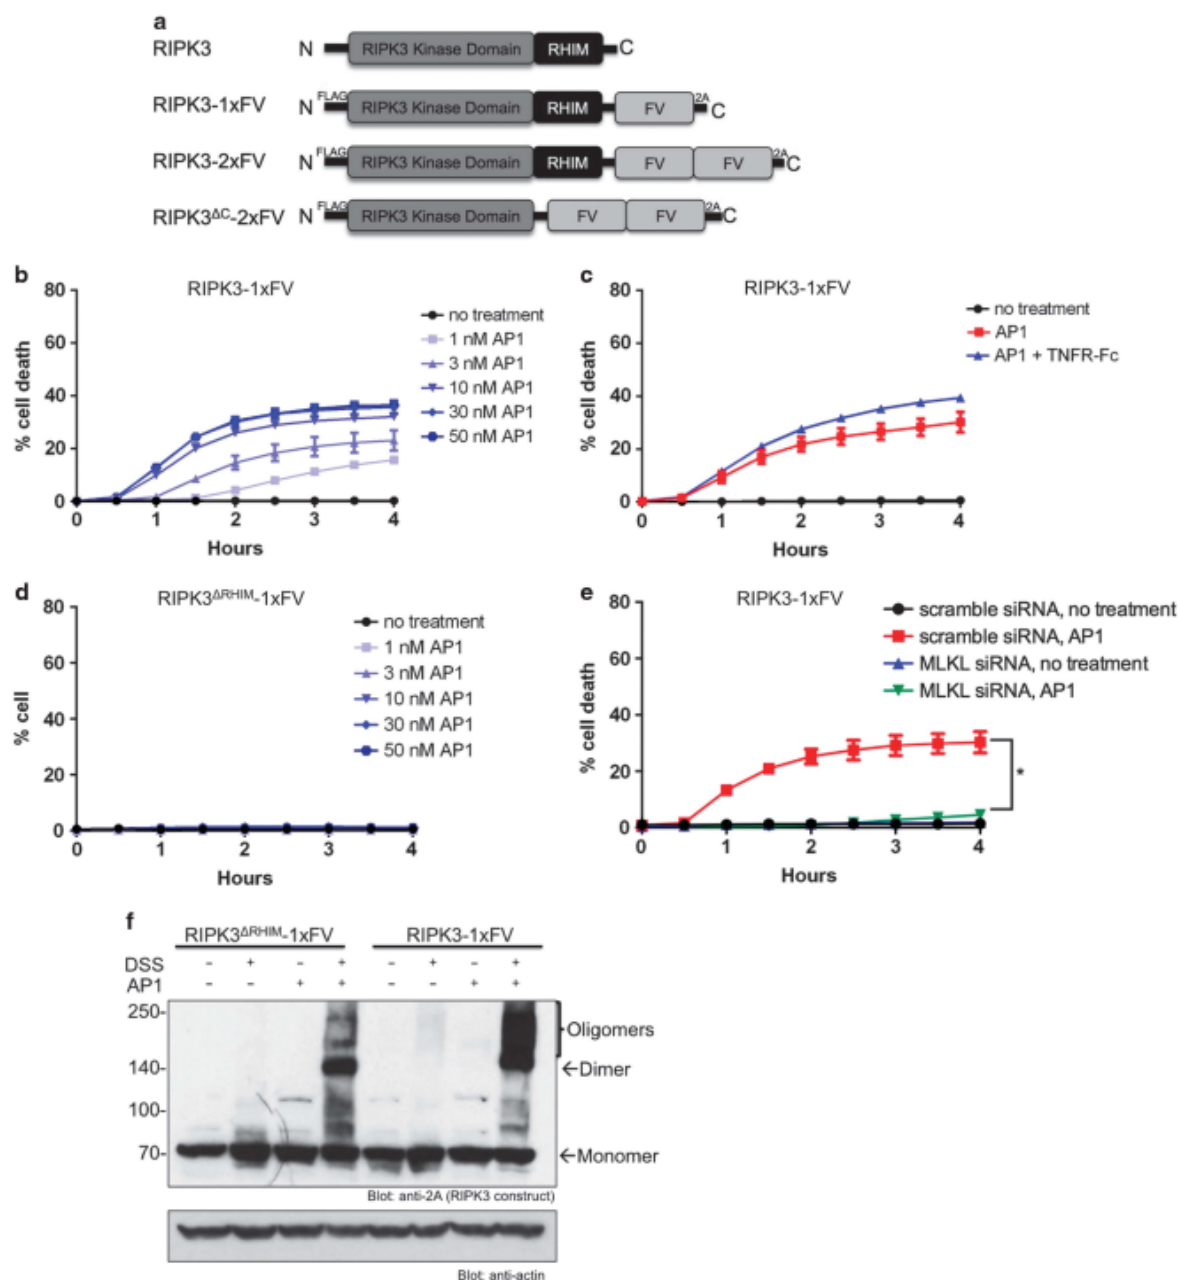 a
RIPK3 N RIPK3 Kinase Domain RHIM C
RIPK3-1xFV N FLAG RIPK3 Kinase Domain RHIM FV 2A C
RIPK3-2xFV N FLAG RIPK3 Kinase Domain RHIM FV FV 2A C
RIPK3ΔC-2xFV N FLAG RIPK3 Kinase Domain FV FV 2A C
b
RIPK3-1xFV
% cell death
80
60
40
20
0
0 1 2 3 4
Hours
no treatment
1 nM AP1
3 nM AP1
10 nM AP1
30 nM AP1
50 nM AP1
c
RIPK3-1xFV
% cell death
80
60
40
20
0
0 1 2 3 4
Hours
no treatment
AP1
AP1 + TNFR-Fc
d
RIPK3ΔRHIM-1xFV
% cell
80
60
40
20
0
0 1 2 3 4
Hours
no treatment
1 nM AP1
3 nM AP1
10 nM AP1
30 nM AP1
50 nM AP1
e
RIPK3-1xFV
% cell death
80
60
40
20
0
0 1 2 3 4
Hours
scramble siRNA, no treatment
scramble siRNA, AP1
MLKL siRNA, no treatment
MLKL siRNA, AP1
*
f
RIPK3ΔRHIM-1xFV RIPK3-1xFV
DSS - + - + - + - +
AP1 - - + + - - + +
250-
140-
100-
70-
Oligomers
←Dimer
←Monomer
Blot: anti-2A (RIPK3 construct)
Blot: anti-actin